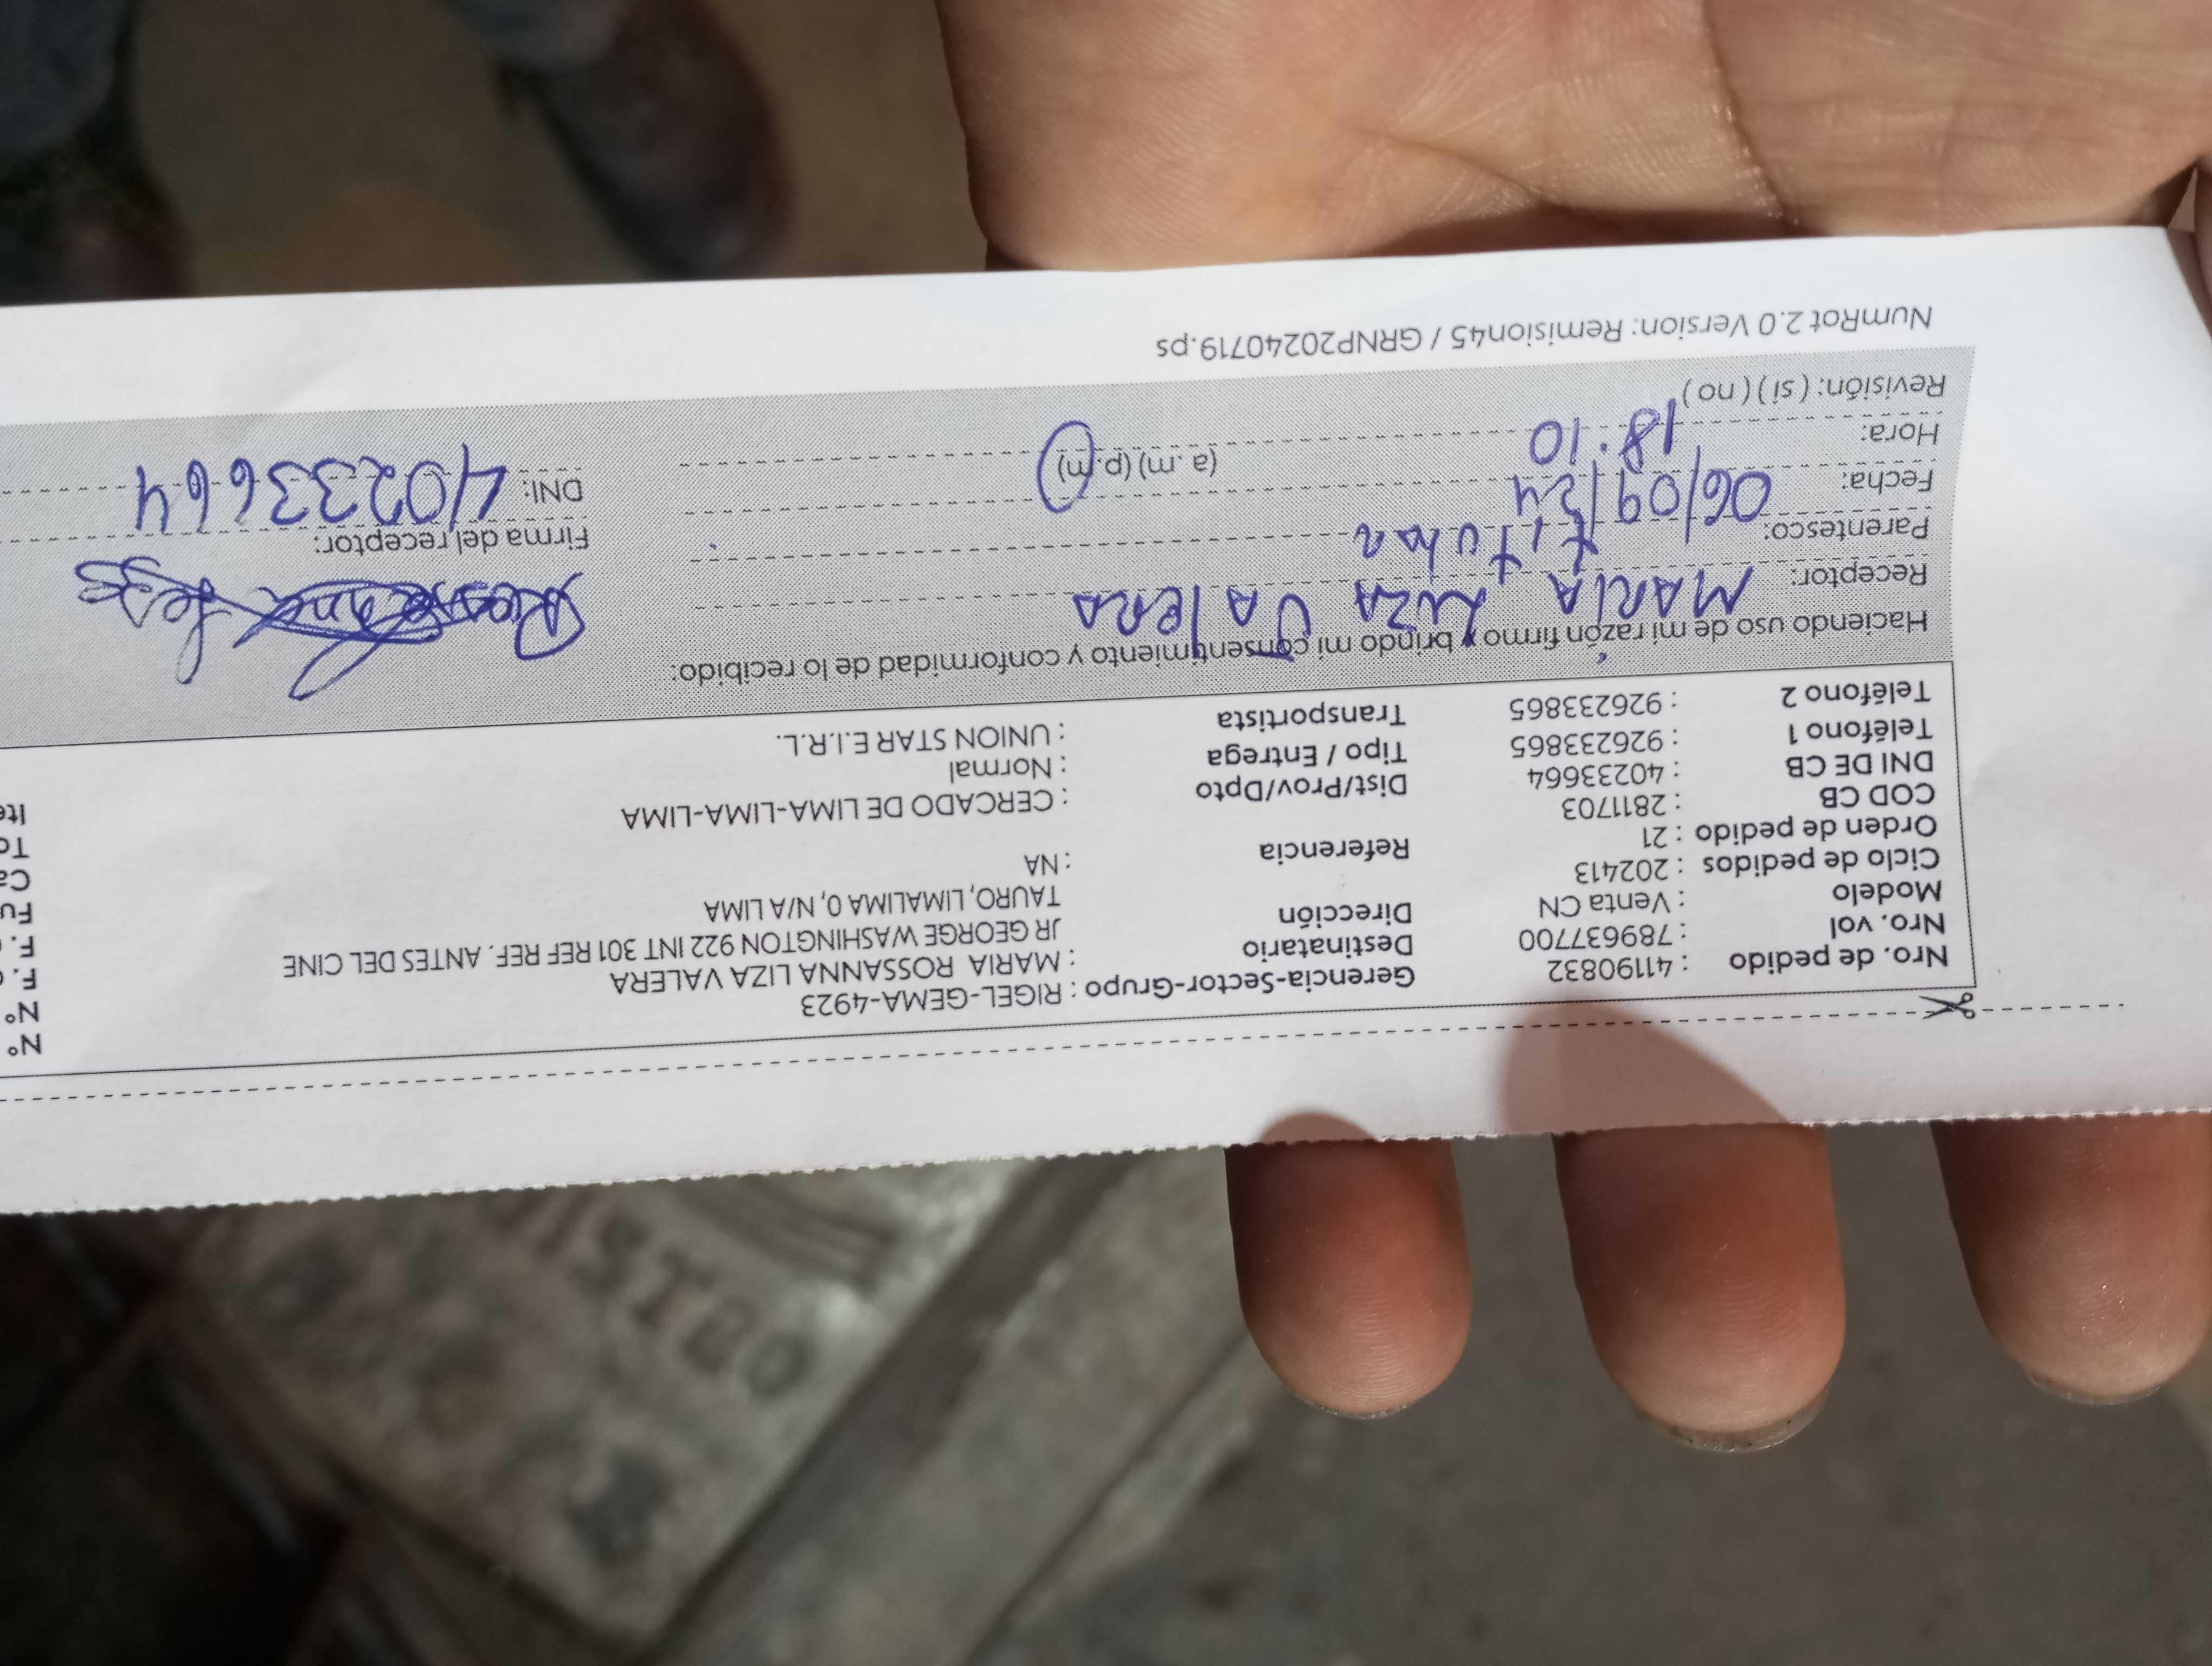 Nro. de pedido : 41190832 Gerencia-Sector-Grupo : RIGEL-GEMA-4923 N°
Nro. vol : 789637700 Destinatario : MARIA ROSSANNA LIZA VALERA N°
Modelo : Venta CN Dirección JR GEORGE WASHINGTON 922 INT 301 REF REF. ANTES DEL CINE F.
Ciclo de pedidos : 202413 TAURO, LIMALIMA 0, N/A LIMA F.
Orden de pedido : 21 Referencia : NA
COD CB : 2811703 Dist/Prov/Dpto : CERCADO DE LIMA-LIMA-LIMA
DNI DE CB : 40233664 Tipo / Entrega : Normal
Teléfono 1 : 926233865 Transportista : UNION STAR E.I.R.L.
Teléfono 2 : 926233865
Haciendo uso de mi razón firmo y brindo mi consentimiento y conformidad de lo recibido:
Receptor: MARIA LIZA VALERA
Parentesco: titular Firma del receptor:
Fecha: 06/09/24 DNI: 40233664
Hora: 18:10 (a. m) (p. m)
Revisión: ( si ) ( no )
NumRot 2.0 Version: Remision45 / GRNP20240719.ps